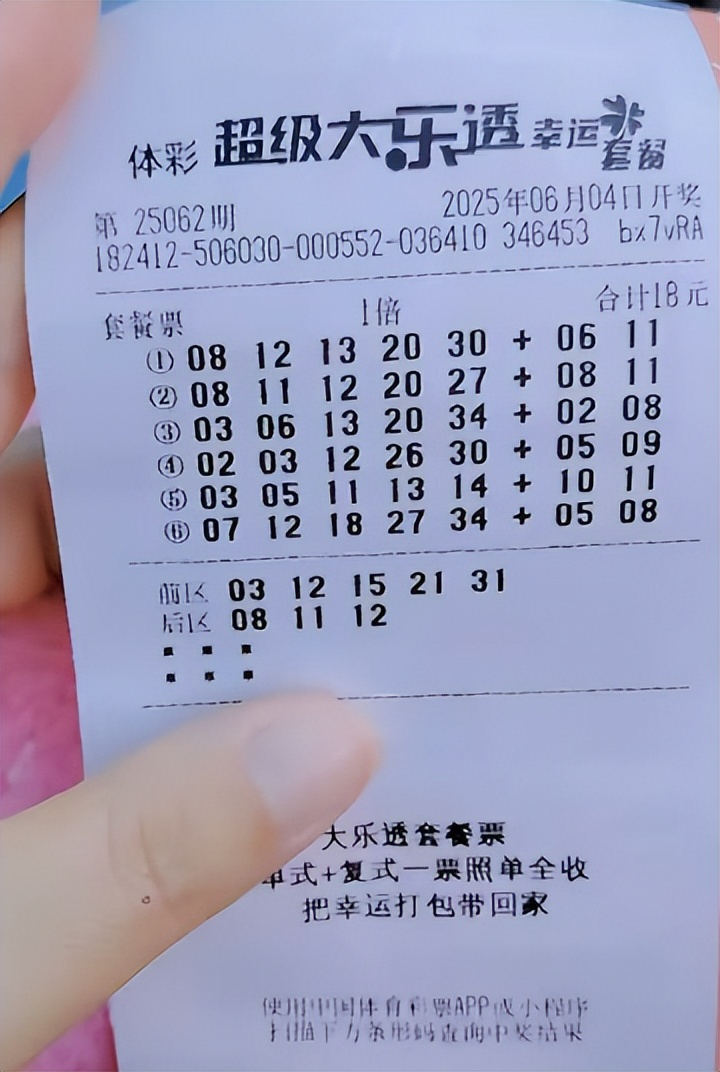 体彩 超级大乐透 幸运套餐
第 25062期 2025年06月04日开奖
182412-506030-000552-036410 346453 bx7vRA
套餐票 1倍 合计18元
① 08 12 13 20 30 + 06 11
② 08 11 12 20 27 + 08 11
③ 03 06 13 20 34 + 02 08
④ 02 03 12 26 30 + 05 09
⑤ 03 05 11 13 14 + 10 11
⑥ 07 12 18 27 34 + 05 08
前区 03 12 15 21 31
后区 08 11 12
大乐透套餐票
单式+复式一票照单全收
把幸运打包带回家
使用中国体育彩票APP或小程序
扫描下方条形码查询中奖结果